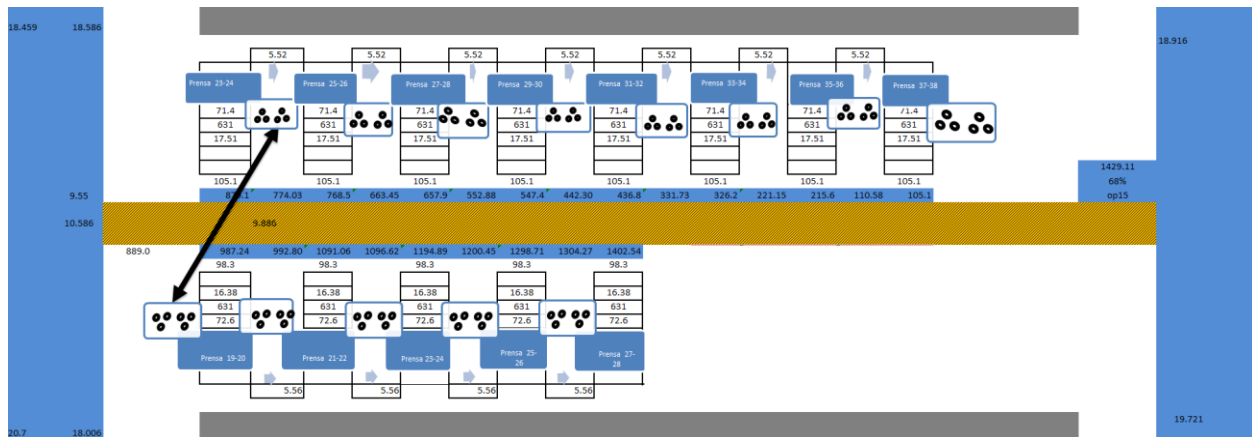 18.459 18.586
18.916
5.52 5.52 5.52 5.52 5.52 5.52 5.52
Prensa 23-24 Prensa 25-26 Prensa 27-28 Prensa 29-30 Prensa 31-32 Prensa 33-34 Prensa 35-36 Prensa 37-38
71.4 71.4 71.4 71.4 71.4 71.4 71.4 71.4
631 631 631 631 631 631 631 631
17.51 17.51 17.51 17.51 17.51 17.51 17.51 17.51
1429.11
105.1 105.1 105.1 105.1 105.1 105.1 105.1 105.1
68%
9.55 774.03 768.5 663.45 657.9 552.88 547.4 442.30 436.8 331.73 326.2 221.15 215.6 110.58 105.1 op15
10.586 9.886
889.0 987.24 992.80 1091.06 1096.62 1194.89 1200.45 1298.71 1304.27 1402.54
98.3 98.3 98.3 98.3 98.3
16.38 16.38 16.38 16.38 16.38
631 631 631 631 631
72.6 72.6 72.6 72.6 72.6
Prensa 19-20 Prensa 21-22 Prensa 23-24 Prensa 25-
26 Prensa 27-
28
5.56 5.56 5.56 5.56
19.721
20.7 18.006